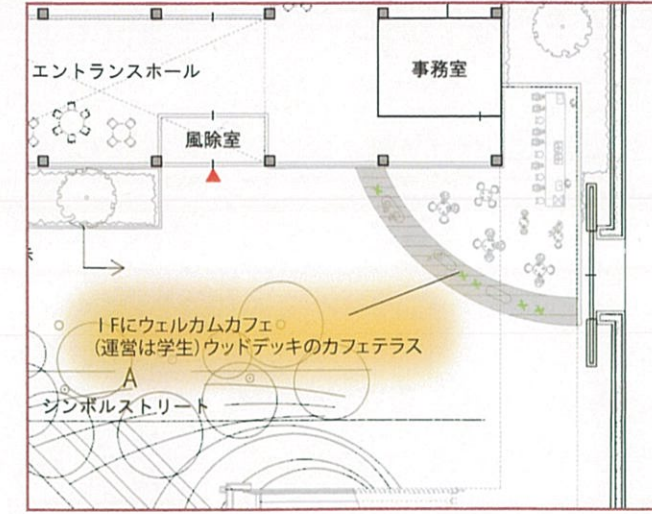 エントランスホール
事務室
風除室
1Fにウェルカムカフェ
(運営は学生)ウッドデッキのカフェテラス
A
シンボルストリート